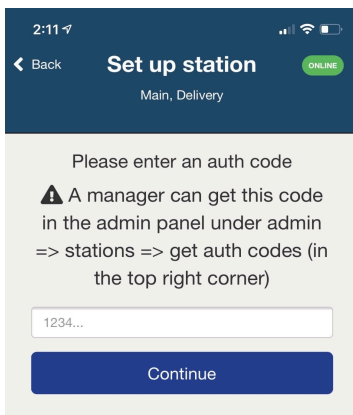 2:11
Back Set up station ONLINE
Main, Delivery
Please enter an auth code
A manager can get this code
in the admin panel under admin
=> stations => get auth codes (in
the top right corner)
1234...
Continue